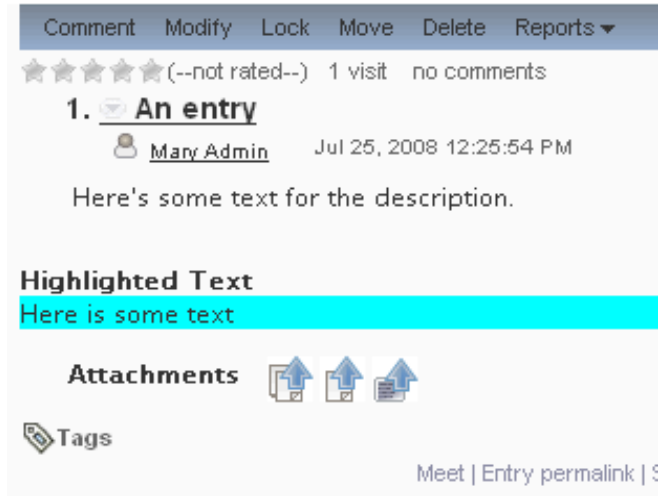 Comment Modify Lock Move Delete Reports
(--not rated--) 1 visit no comments
1. An entry
Mary Admin Jul 25, 2008 12:25:54 PM
Here's some text for the description.
Highlighted Text
Here is some text
Attachments
Tags
Meet | Entry permalink |